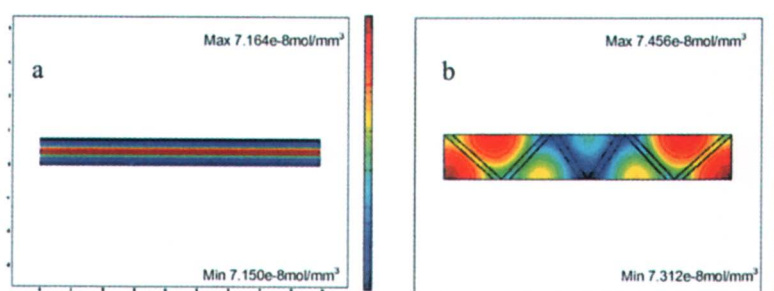 Max 7.164e-8mol/mm³
a
Min 7.150e-8mol/mm³
Max 7.456e-8mol/mm³
b
Min 7.312e-8mol/mm³